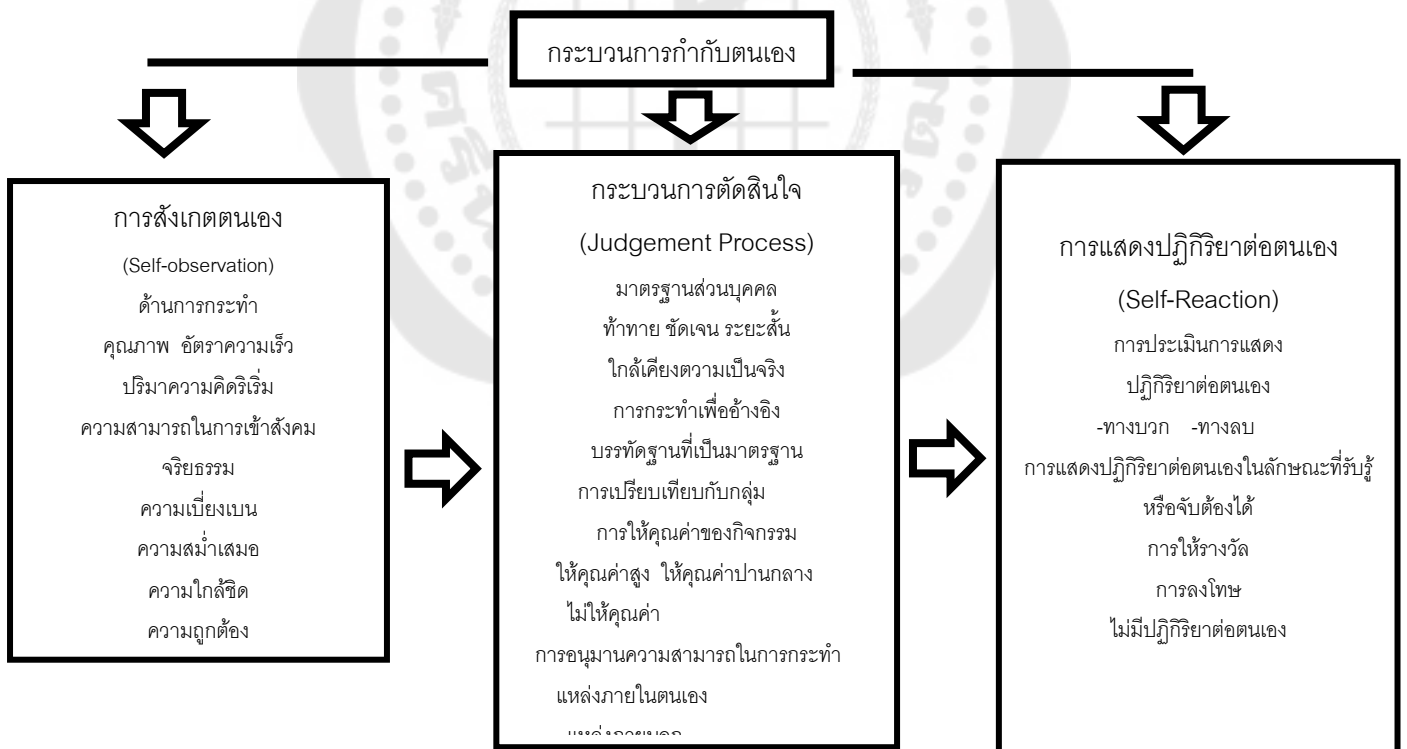 กระบวนการกำกับตนเอง
การสังเกตตนเอง
(Self-observation)
ด้านการกระทำ
คุณภาพ อัตราความเร็ว
ปริมาความคิดริเริ่ม
ความสามารถในการเข้าสังคม
จริยธรรม
ความเบี่ยงเบน
ความสม่ำเสมอ
ความใกล้ชิด
ความถูกต้อง
กระบวนการตัดสินใจ
(Judgement Process)
มาตรฐานส่วนบุคคล
ท้าทาย ชัดเจน ระยะสั้น
ใกล้เคียงตวามเป็นจริง
การกระทำเพื่ออ้างอิง
บรรทัดฐานที่เป็นมาตรฐาน
การเปรียบเทียบกับกลุ่ม
การให้คุณค่าของกิจกรรม
ให้คุณค่าสูง ให้คุณค่าปานกลาง
ไม่ให้คุณค่า
การอนุมานความสามารถในการกระทำ
แหล่งภายในตนเอง
แหล่งภายนอก
การแสดงปฏิกิริยาต่อตนเอง
(Self-Reaction)
การประเมินการแสดง
ปฏิกิริยาต่อตนเอง
-ทางบวก -ทางลบ
การแสดงปฏิกิริยาต่อตนเองในลักษณะที่รับรู้
หรือจับต้องได้
การให้รางวัล
การลงโทษ
ไม่มีปฏิกิริยาต่อตนเอง